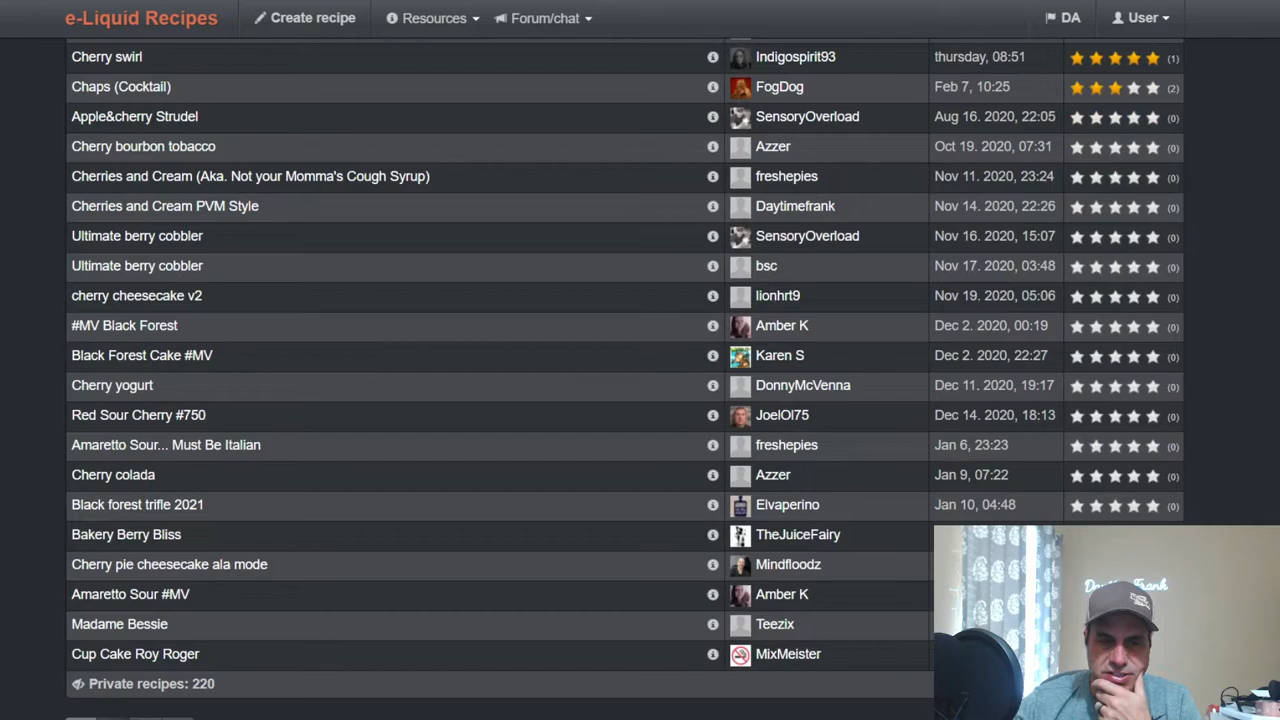 e-Liquid Recipes Create recipe Resources Forum/chat DA User
Cherry swirl Indigospirit93 thursday, 08:51 (1)
Chaps (Cocktail) FogDog Feb 7, 10:25 (2)
Apple&cherry Strudel SensoryOverload Aug 16. 2020, 22:05 (0)
Cherry bourbon tobacco Azzer Oct 19. 2020, 07:31 (0)
Cherries and Cream (Aka. Not your Momma's Cough Syrup) freshepies Nov 11. 2020, 23:24 (0)
Cherries and Cream PVM Style Daytimefrank Nov 14. 2020, 22:26 (0)
Ultimate berry cobbler SensoryOverload Nov 16. 2020, 15:07 (0)
Ultimate berry cobbler bsc Nov 17. 2020, 03:48 (0)
cherry cheesecake v2 lionhrt9 Nov 19. 2020, 05:06 (0)
#MV Black Forest Amber K Dec 2. 2020, 00:19 (0)
Black Forest Cake #MV Karen S Dec 2. 2020, 22:27 (0)
Cherry yogurt DonnyMcVenna Dec 11. 2020, 19:17 (0)
Red Sour Cherry #750 JoelOl75 Dec 14. 2020, 18:13 (0)
Amaretto Sour... Must Be Italian freshepies Jan 6, 23:23 (0)
Cherry colada Azzer Jan 9, 07:22 (0)
Black forest trifle 2021 Elvaperino Jan 10, 04:48 (0)
Bakery Berry Bliss TheJuiceFairy
Cherry pie cheesecake ala mode Mindfloodz
Amaretto Sour #MV Amber K
Madame Bessie Teezix
Cup Cake Roy Roger MixMeister
Private recipes: 220